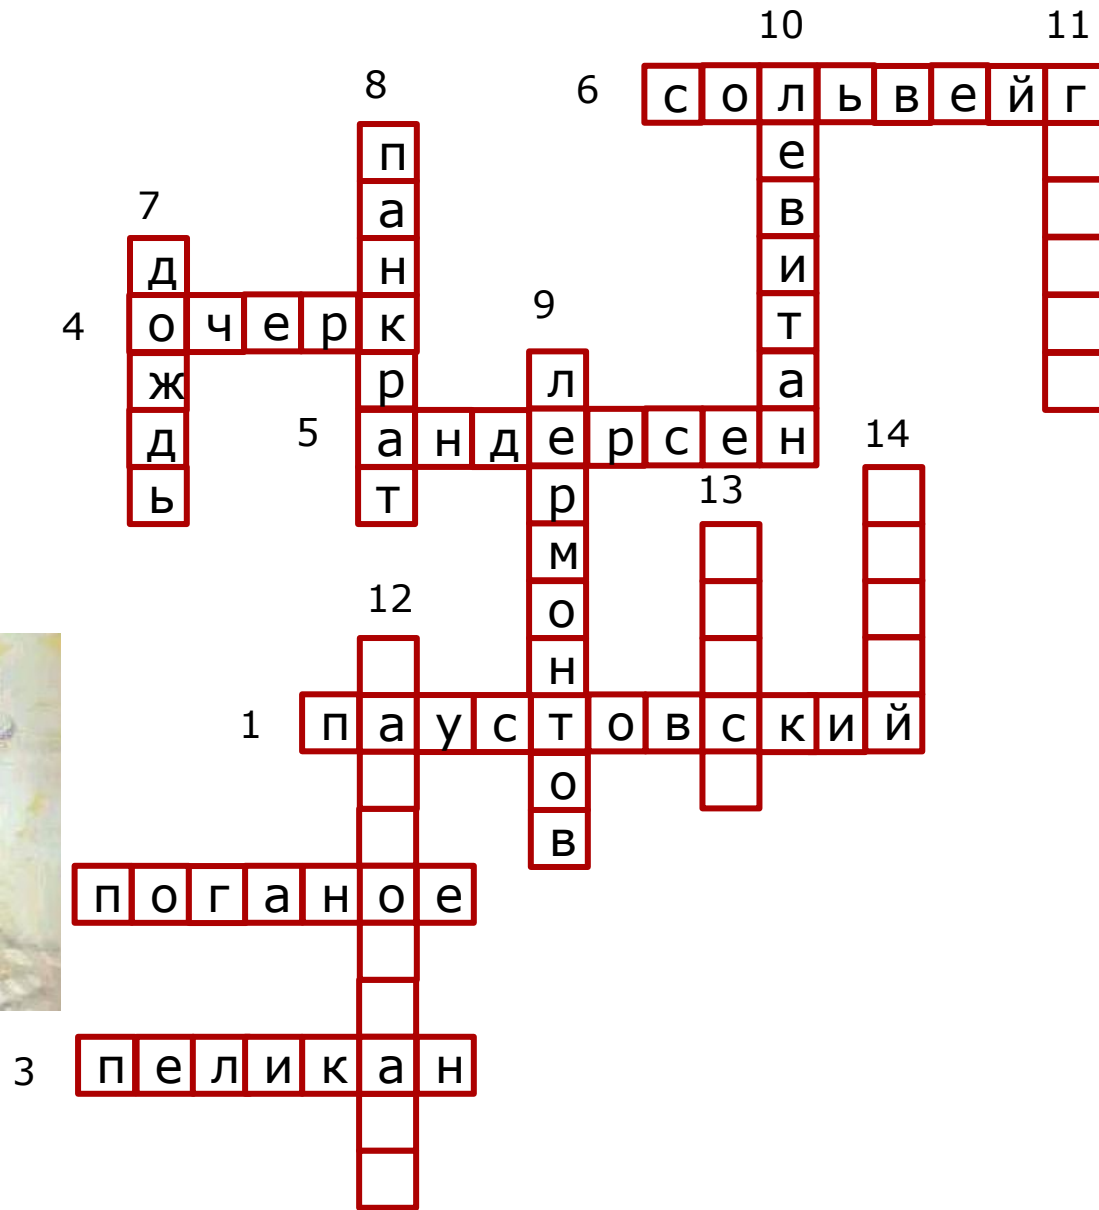 10 11
8
6 сольвейг
п
е
а
в
7
д
н
и
9
4 очерк
т
ж
р
л
а
д
5 андерсен
14
ь
т
р
13
м
12
о
н
1 паустовский
о
в
поганое
3 пеликан